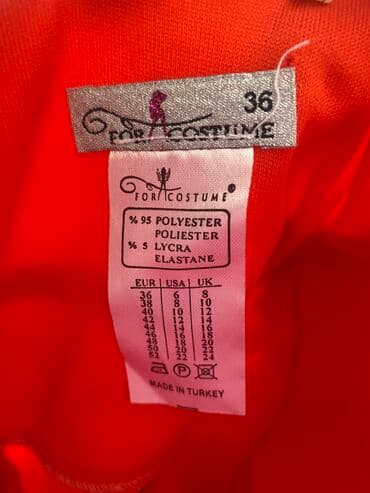 36
FOR COSTUME
FOR COSTUME®
% 95 POLYESTER
POLIESTER
% 5 LYCRA
ELASTANE
EUR USA UK
36 6 8
38 8 10
40 10 12
42 12 14
44 14 16
46 16 18
48 18 20
50 20 22
52 22 24
P
MADE IN TURKEY